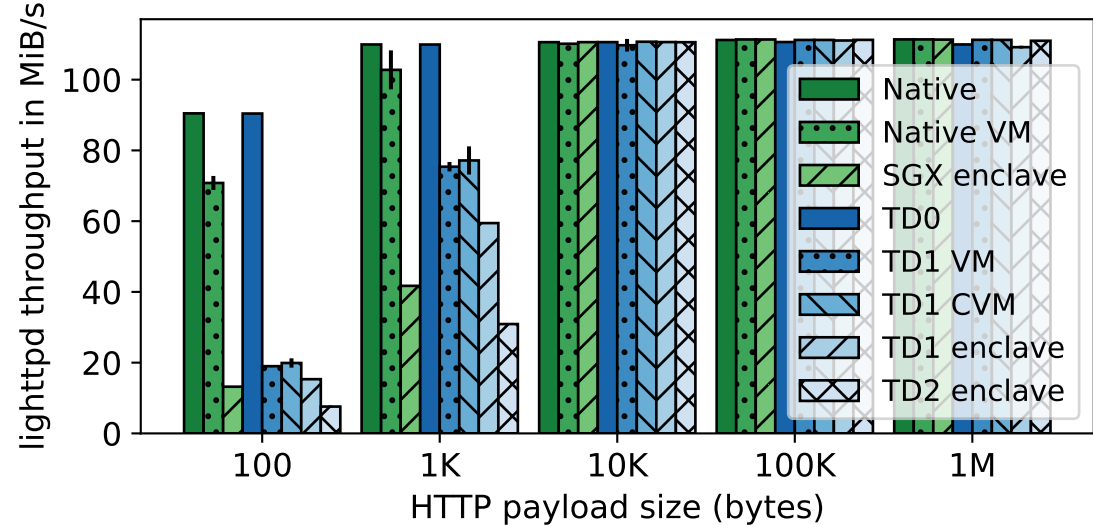 lighttpd throughput in MiB/s
100
80
60
40
20
0
Native
Native VM
SGX enclave
TD0
TD1 VM
TD1 CVM
TD1 enclave
TD2 enclave
100 1K 10K 100K 1M
HTTP payload size (bytes)